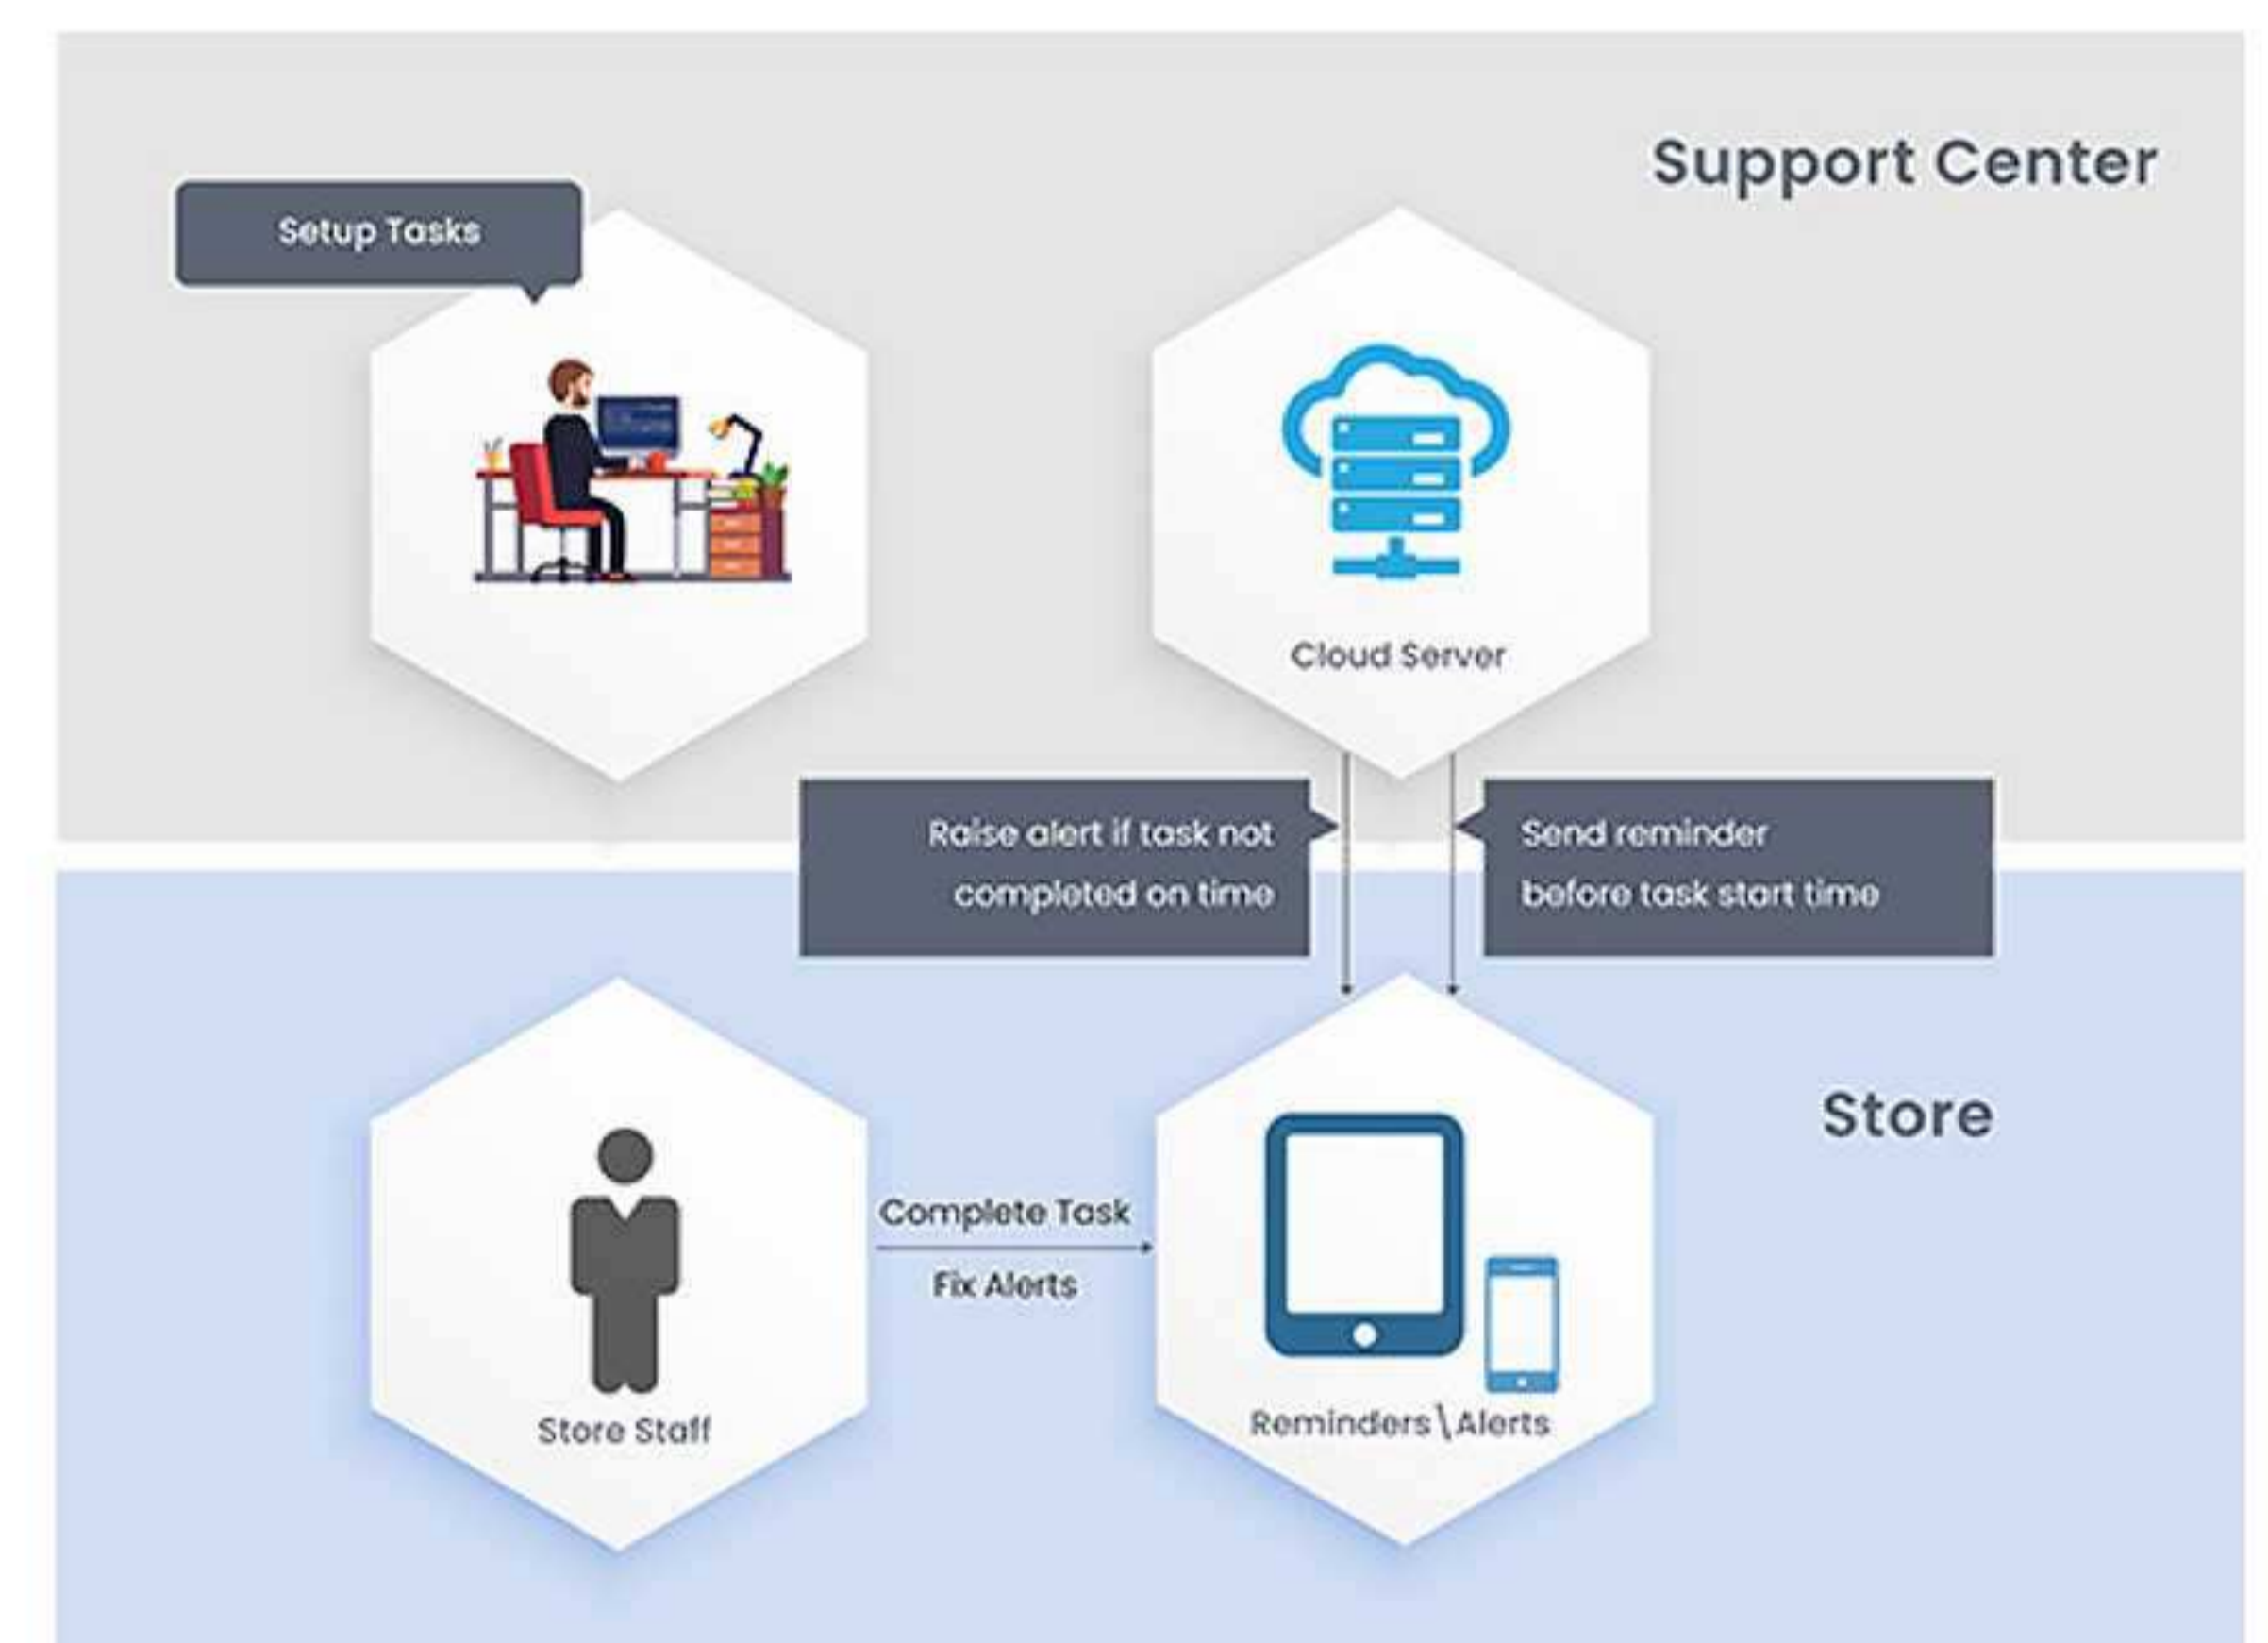 Support Center
Setup Tasks
Cloud Server
Raise alert if task not
completed on time
Send reminder
before task start time
Store
Complete Task
Fix Alerts
Store Staff
Reminders\Alerts